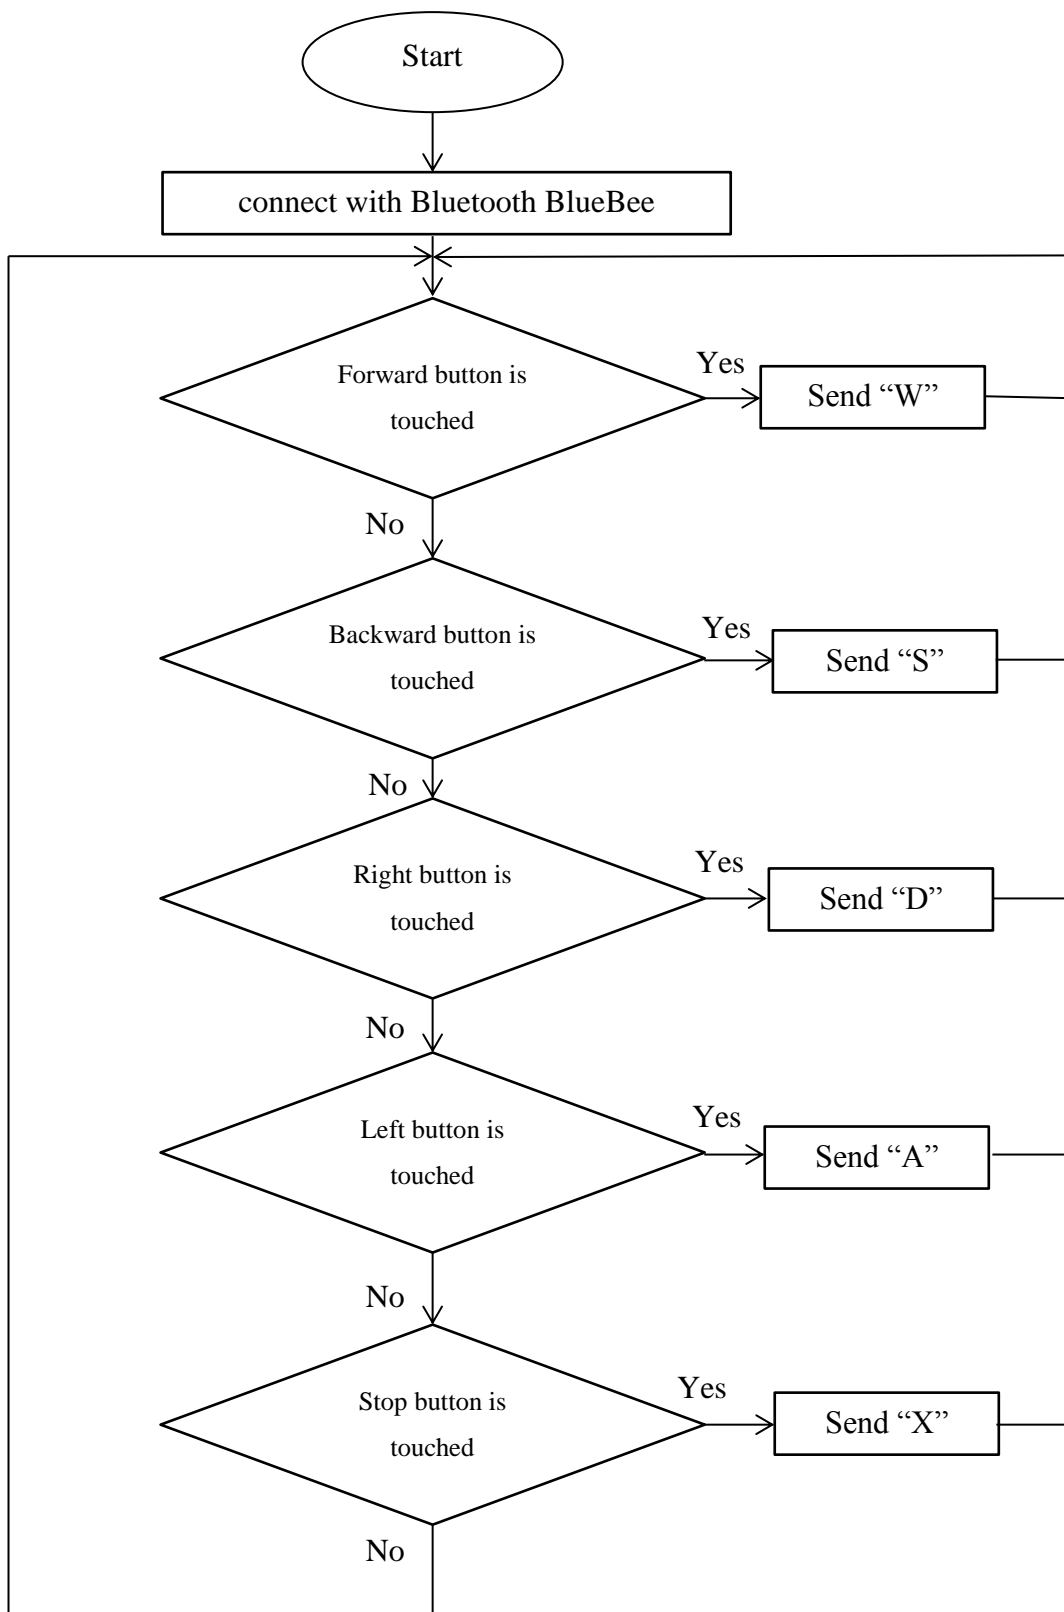 Start
connect with Bluetooth BlueBee
Forward button is
touched
Yes
Send “W”
No
Backward button is
touched
Yes
Send “S”
No
Right button is
touched
Yes
Send “D”
No
Left button is
touched
Yes
Send “A”
No
Stop button is
touched
Yes
Send “X”
No